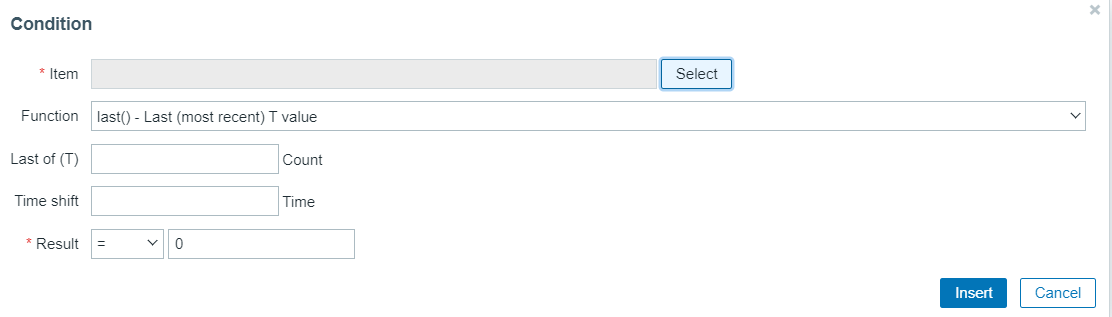 ×
Condition
* Item Select
Function last() - Last (most recent) T value
Last of (T) Count
Time shift Time
* Result = 0
Insert Cancel